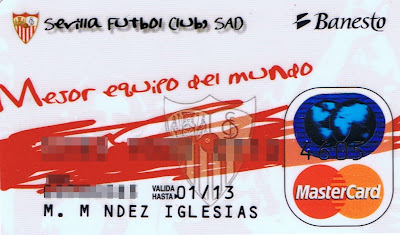 Sevilla Futbol Club, SAD
Banesto
Mejor equipo del mundo
VALIDA
HASTA 01/13
M. M NDEZ IGLESIAS
MasterCard